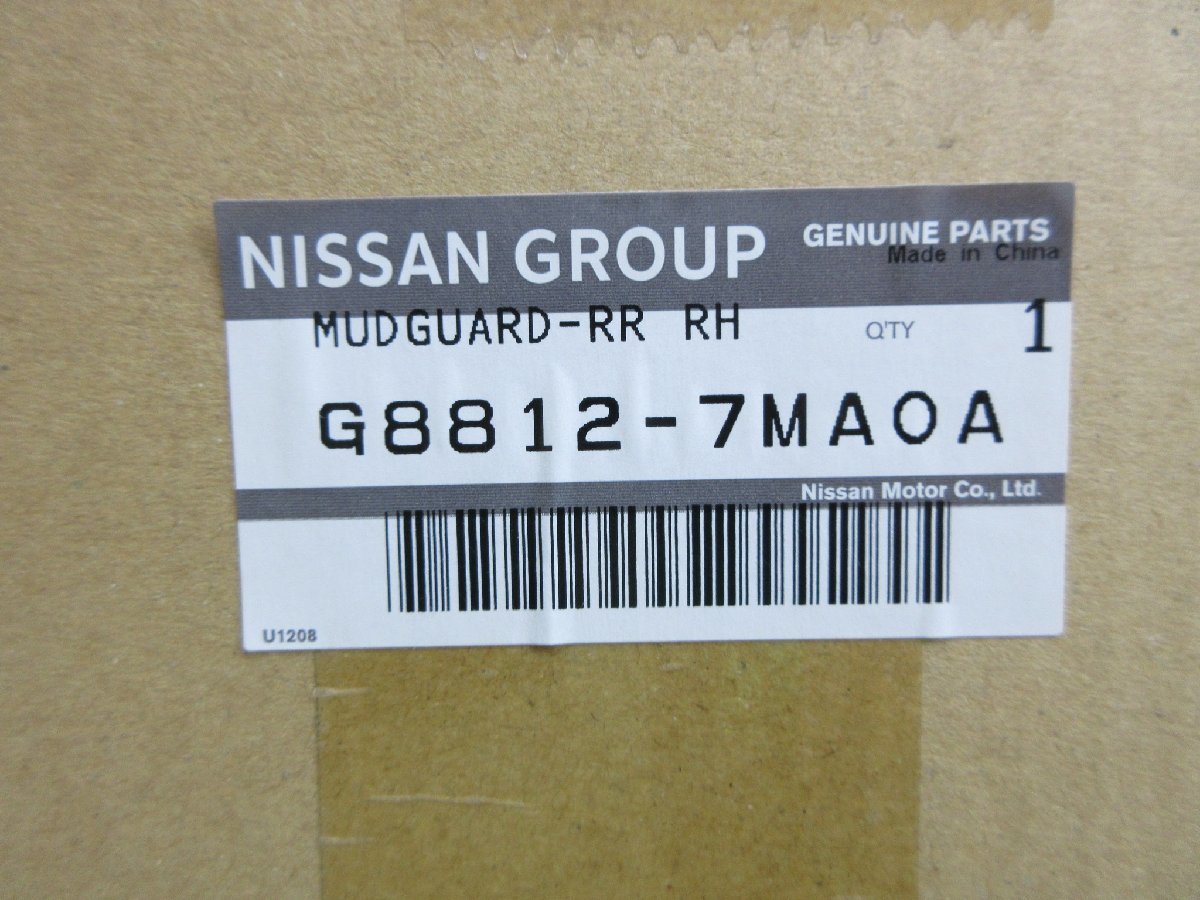 NISSAN GROUP GENUINE PARTS
Made in China
MUDGUARD-RR RH Q'TY 1
G8812-7MA0A
Nissan Motor Co., Ltd.
U1208